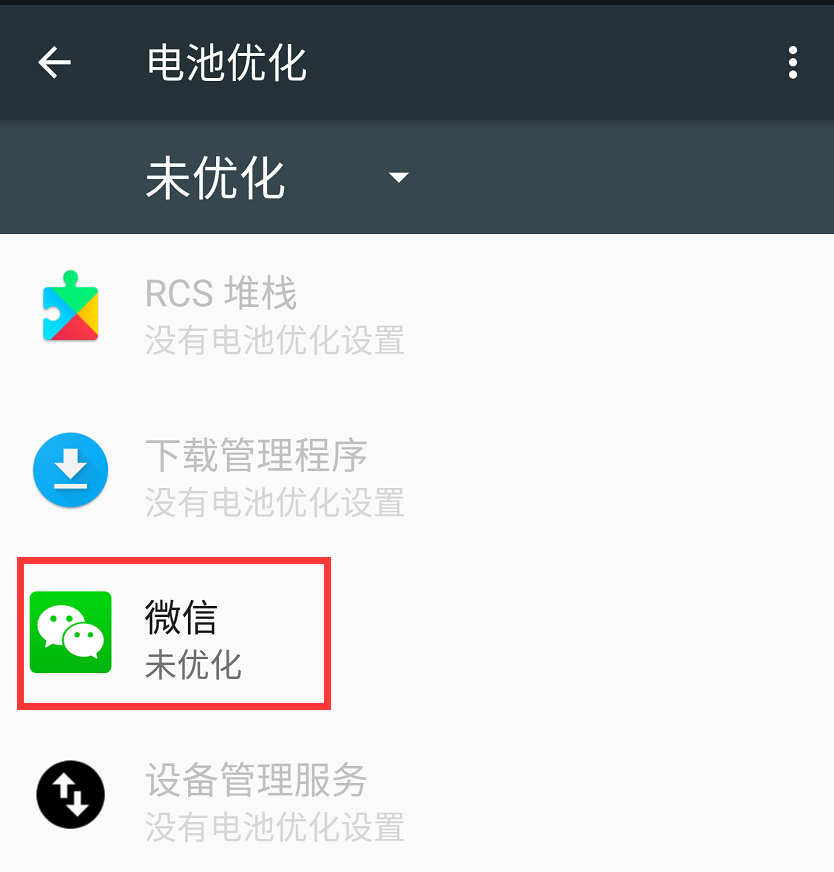 电池优化
未优化
RCS 堆栈
没有电池优化设置
下载管理程序
没有电池优化设置
微信
未优化
设备管理服务
没有电池优化设置